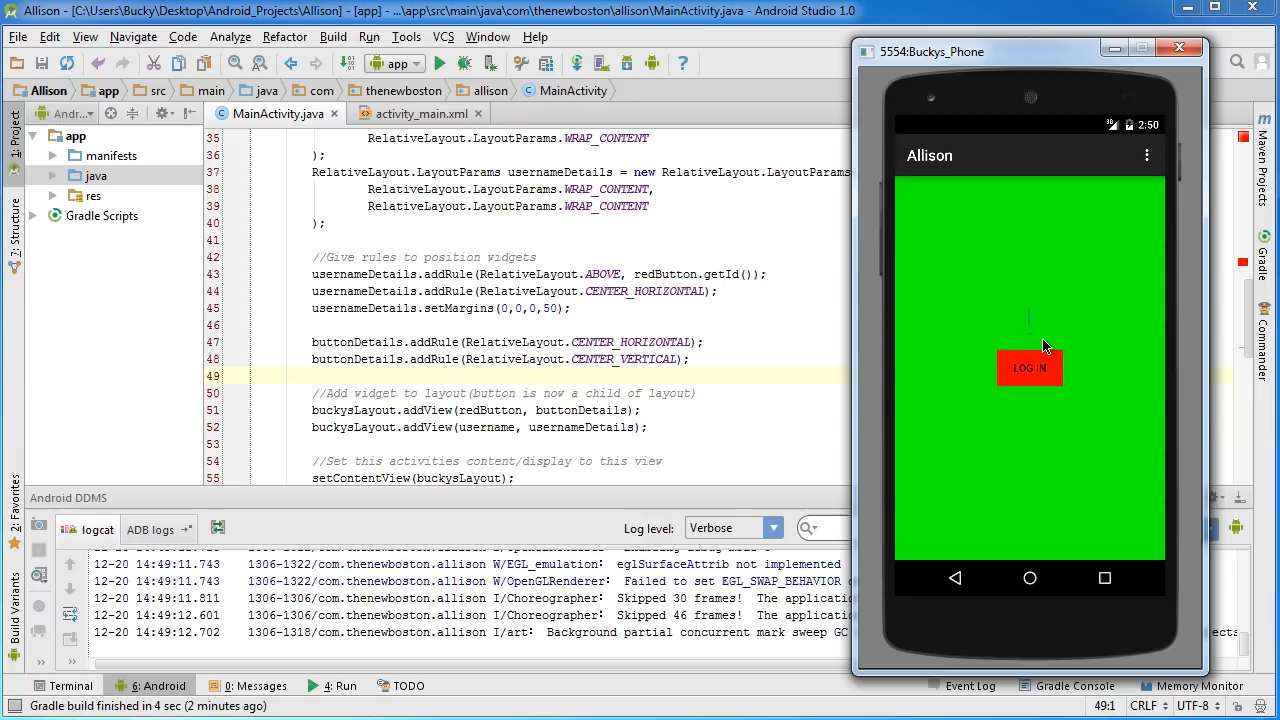 Allison - [C:\Users\Bucky\Desktop\Android_Projects\Allison] - [app] - ...\app\src\main\java\com\thenewboston\allison\MainActivity.java - Android Studio 1.0
File Edit View Navigate Code Analyze Refactor Build Run Tools VCS Window Help
app
Allison app src main java com thenewboston allison MainActivity
Andr... MainActivity.java activity_main.xml
1: Project
7: Structure
2: Favorites
Build Variants
app
manifests
java
res
Gradle Scripts
35 RelativeLayout.LayoutParams.WRAP_CONTENT
36 );
37 RelativeLayout.LayoutParams usernameDetails = new RelativeLayout.LayoutParams
38 RelativeLayout.LayoutParams.WRAP_CONTENT,
39 RelativeLayout.LayoutParams.WRAP_CONTENT
40 );
41
42 //Give rules to position widgets
43 usernameDetails.addRule(RelativeLayout.ABOVE, redButton.getId());
44 usernameDetails.addRule(RelativeLayout.CENTER_HORIZONTAL);
45 usernameDetails.setMargins(0,0,0,50);
46
47 buttonDetails.addRule(RelativeLayout.CENTER_HORIZONTAL);
48 buttonDetails.addRule(RelativeLayout.CENTER_VERTICAL);
49
50 //Add widget to layout(button is now a child of layout)
51 buckysLayout.addView(redButton, buttonDetails);
52 buckysLayout.addView(username, usernameDetails);
53
54 //Set this activities content/display to this view
55 setContentView(buckysLayout);
5554:Buckys_Phone
3G 2:50
Allison
LOG IN
Maven Projects
Gradle
Commander
Android DDMS
logcat ADB logs Log level: Verbose
12-20 14:49:11.743 1306-1322/com.thenewboston.allison W/EGL_emulation: eglSurfaceAttrib not implemented
12-20 14:49:11.743 1306-1322/com.thenewboston.allison W/OpenGLRenderer: Failed to set EGL_SWAP_BEHAVIOR
12-20 14:49:11.811 1306-1306/com.thenewboston.allison I/Choreographer: Skipped 30 frames! The applicatio
12-20 14:49:12.601 1306-1306/com.thenewboston.allison I/Choreographer: Skipped 46 frames! The applicatio
12-20 14:49:12.702 1306-1318/com.thenewboston.allison I/art: Background partial concurrent mark sweep GC
Terminal 6: Android 0: Messages 4: Run TODO Event Log Gradle Console Memory Monitor
Gradle build finished in 4 sec (2 minutes ago) 49:1 CRLF UTF-8